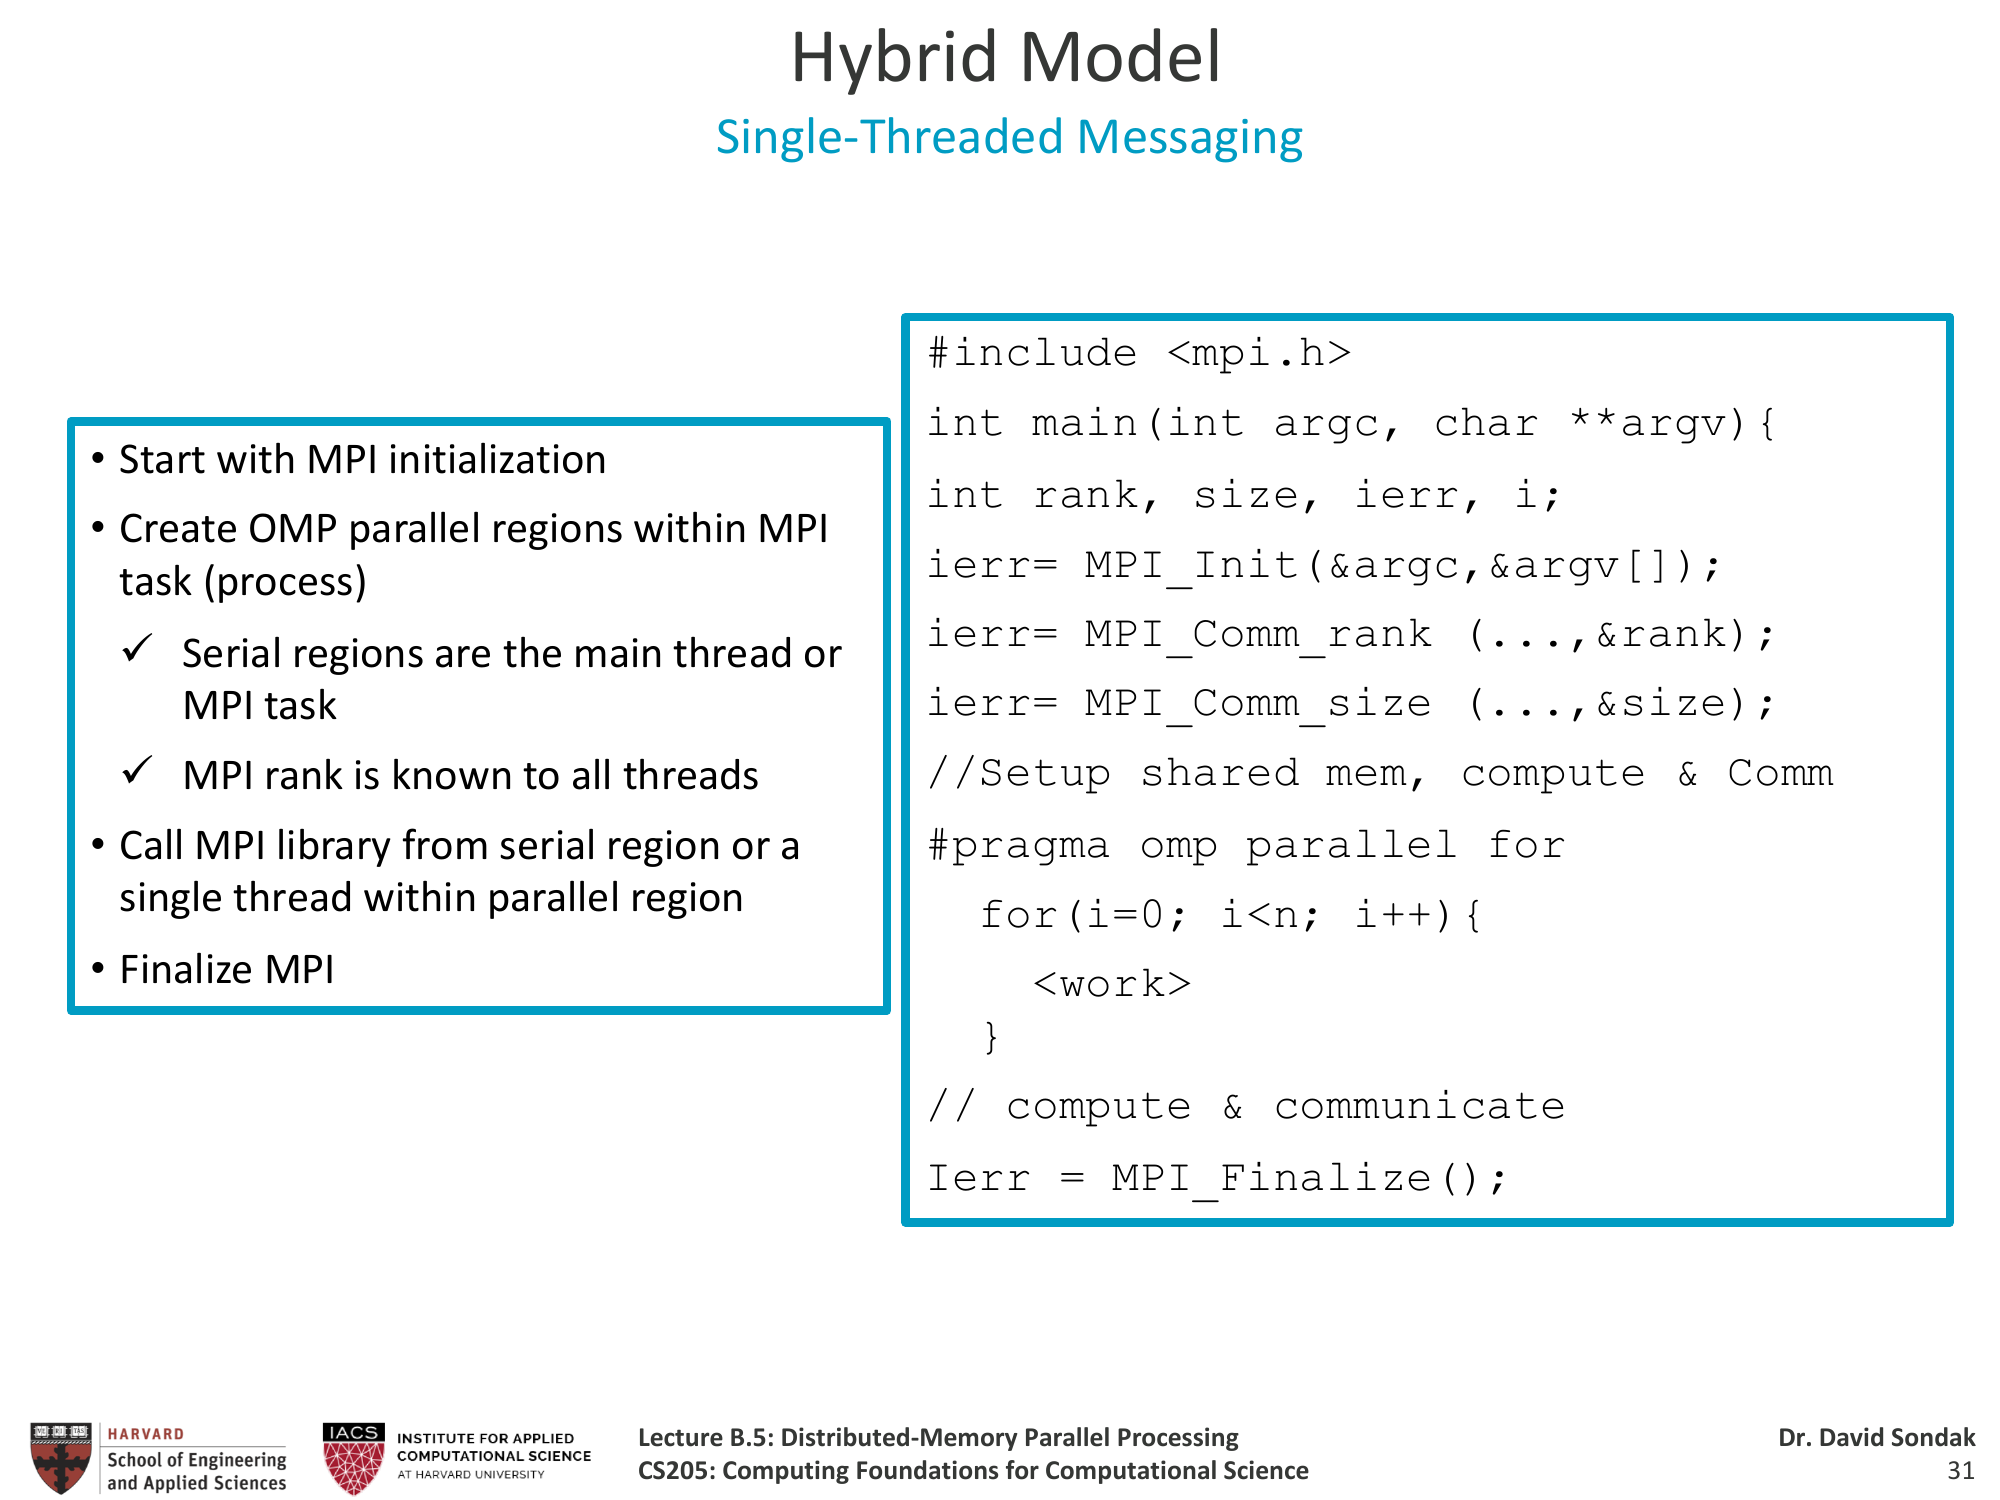 Hybrid Model
Single-Threaded Messaging
• Start with MPI initialization
• Create OMP parallel regions within MPI
task (process)
✓ Serial regions are the main thread or
MPI task
✓ MPI rank is known to all threads
• Call MPI library from serial region or a
single thread within parallel region
• Finalize MPI
#include <mpi.h>
int main(int argc, char **argv){
int rank, size, ierr, i;
ierr= MPI_Init(&argc,&argv[]);
ierr= MPI_Comm_rank (...,&rank);
ierr= MPI_Comm_size (...,&size);
//Setup shared mem, compute & Comm
#pragma omp parallel for
for(i=0; i<n; i++){
<work>
}
// compute & communicate
Ierr = MPI_Finalize();
HARVARD
School of Engineering
and Applied Sciences
IACS
INSTITUTE FOR APPLIED
COMPUTATIONAL SCIENCE
AT HARVARD UNIVERSITY
Lecture B.5: Distributed-Memory Parallel Processing
CS205: Computing Foundations for Computational Science
Dr. David Sondak
31